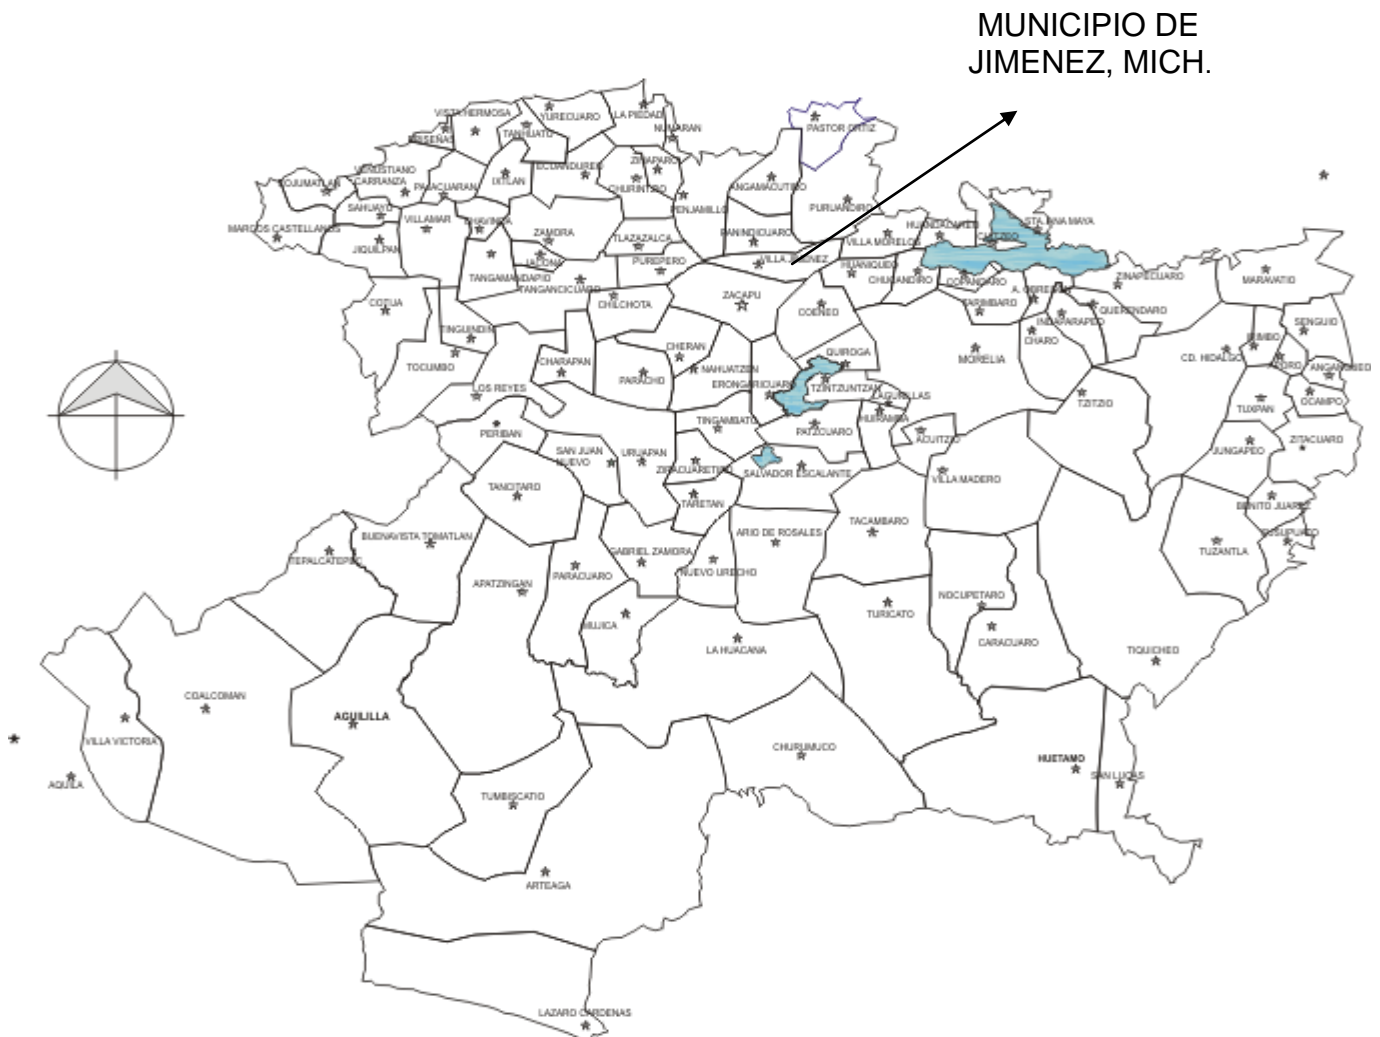 MUNICIPIO DE
JIMENEZ, MICH.
VISTA HERMOSA
YURECUARO
LA PIEDAD
TANHUATO
NUMARAN
PASTOR ORTIZ
VENUSTIANO
CARRANZA
PAJACUARAN
IXTLAN
ECUANDUREO
ZINAPARO
CHURINTZIO
PENJAMILLO
ANGAMACUTIRO
PURUANDIRO
COJUMATLAN
SAHUAYO
VILLAMAR
CHAVINDA
MARCOS CASTELLANOS
JIQUILPAN
ZAMORA
JACONA
TLAZAZALCA
PUREPERO
PANINDICUARO
VILLA JIMENEZ
VILLA MORELOS
HUANDACAREO
CUITZEO
STA. ANA MAYA
TANGAMANDAPIO
TANGANCICUARO
CHILCHOTA
ZACAPU
HUANIQUEO
CHUCANDIRO
COPANDARO
TARIMBARO
A. OBREGON
ZINAPECUARO
MARAVATIO
COTIJA
TINGUINDIN
TOCUMBO
COENEO
INDAPARAPEO
QUERENDARO
CHARO
MORELIA
SENGUIO
CD. HIDALGO
CHERAN
NAHUATZEN
CHARAPAN
PARACHO
ERONGARICUARO
QUIROGA
TZINTZUNTZAN
LAGUNILLAS
HUIRAMBA
OCAMPO
TUXPAN
TZITZIO
LOS REYES
PERIBAN
TINGAMBATO
PATZCUARO
ACUITZIO
ZITACUARO
JUNGAPEO
SAN JUAN
NUEVO
URUAPAN
ZIRACUARETIRO
SALVADOR ESCALANTE
VILLA MADERO
TANCITARO
TARETAN
BENITO JUAREZ
SUSUPUATO
BUENAVISTA TOMATLAN
TEPALCATEPEC
ARIO DE ROSALES
TACAMBARO
TUZANTLA
GABRIEL ZAMORA
NUEVO URECHO
APATZINGAN
PARACUARO
NOCUPETARO
TURICATO
MUJICA
LA HUACANA
CARACUARO
TIQUICHEO
COALCOMAN
AGUILILLA
VILLA VICTORIA
CHURUMUCO
HUETAMO
SAN LUCAS
AQUILA
TUMBISCATIO
ARTEAGA
LAZARO CARDENAS